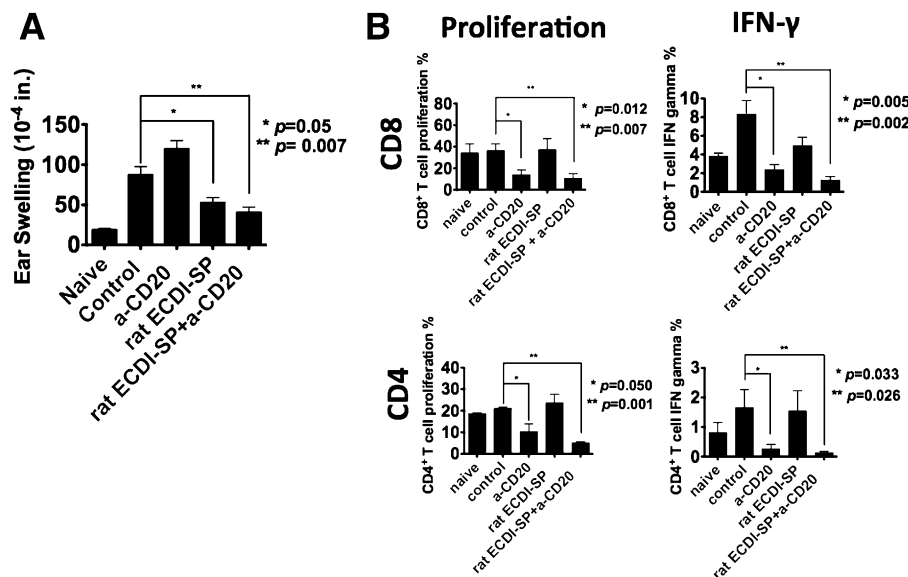 A
Ear Swelling (10-4 in.)
150
100
50
0
**
*
* p=0.05
** p= 0.007
Naive
Control
a-CD20
rat ECDI-SP
rat ECDI-SP+a-CD20
B
Proliferation
IFN-γ
CD8
CD8+ T cell proliferation %
80
60
40
20
0
**
*
* p=0.012
** p=0.007
naive
control
a-CD20
rat ECDI-SP
rat ECDI-SP + a-CD20
CD8+ T cell IFN gamma %
10
8
6
4
2
0
**
*
* p=0.005
** p=0.002
naive
control
a-CD20
rat ECDI-SP
rat ECDI-SP+a-CD20
CD4
CD4+ T cell proliferation %
40
30
20
10
0
**
*
* p=0.050
** p=0.001
naive
control
a-CD20
rat ECDI-SP
rat ECDI-SP+a-CD20
CD4+ T cell IFN gamma %
3
2
1
0
**
*
* p=0.033
** p=0.026
naive
control
a-CD20
rat ECDI-SP
rat ECDI-SP+a-CD20